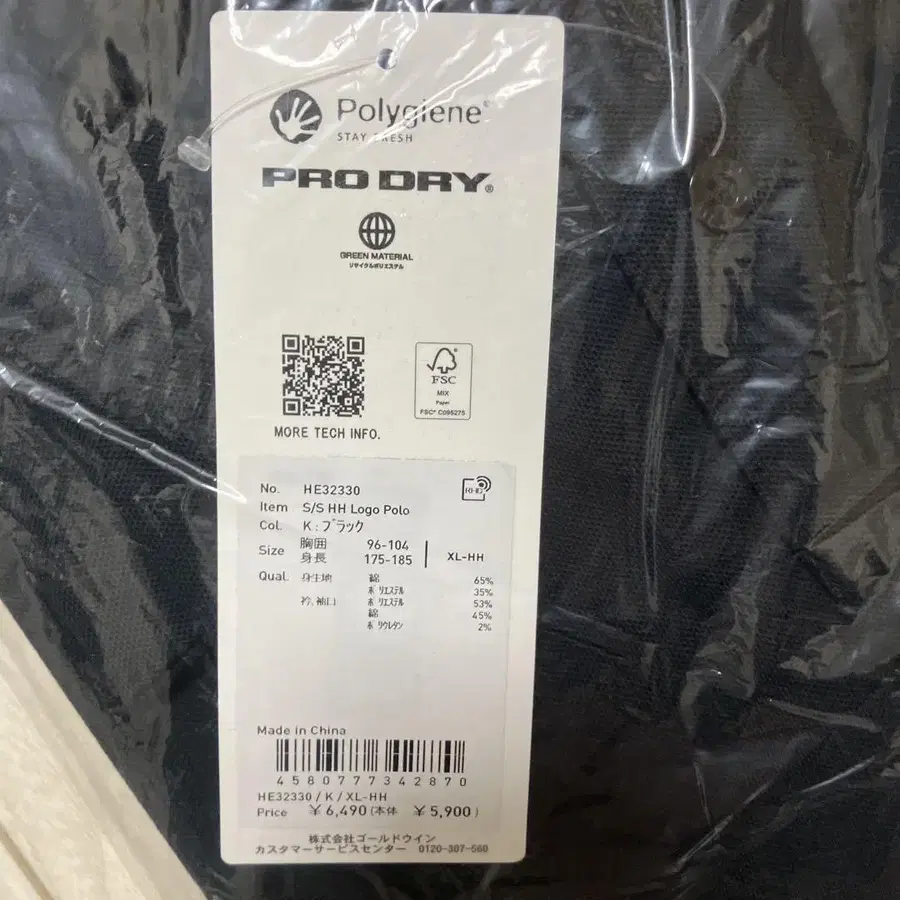 Polygiene®
STAY FRESH
PRO DRY®
GREEN MATERIAL
リサイクルポリエステル
FSC
MIX
Paper
FSC® C095275
MORE TECH INFO.
No. HE32330
Item S/S HH Logo Polo
Col. K : ブラック
Size 胸囲 96-104
身長 175-185
XL-HH
Qual. 身生地 綿 65%
ポリエステル 35%
衿、袖口 ポリエステル 53%
綿 45%
ポリウレタン 2%
Made in China
4580777342870
HE32330 / K / XL-HH
Price ¥6,490 (本体 ¥5,900)
株式会社ゴールドウイン
カスタマーサービスセンター 0120-307-560